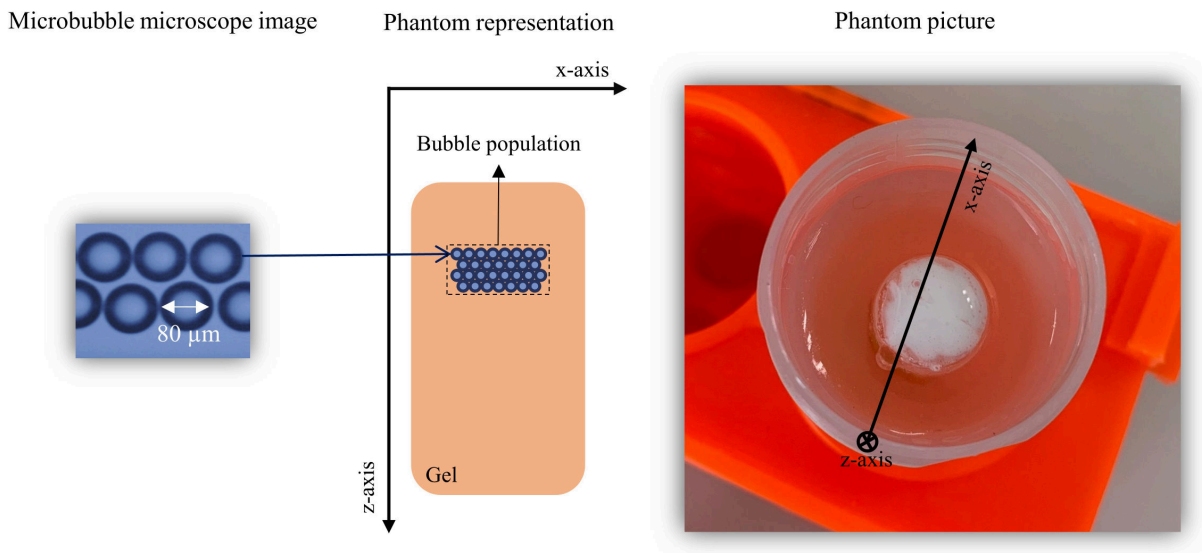 Microbubble microscope image
Phantom representation
Phantom picture
x-axis
Bubble population
80 µm
Gel
z-axis
x-axis
z-axis